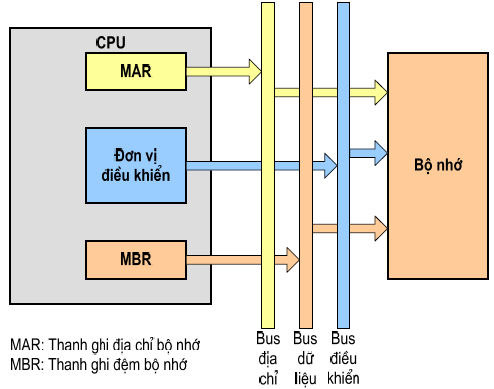 CPU
MAR
Đơn vị
điều khiển
MBR
Bộ nhớ
MAR: Thanh ghi địa chỉ bộ nhớ
MBR: Thanh ghi đệm bộ nhớ
Bus
địa
chỉ
Bus
dữ
liệu
Bus
điều
khiển